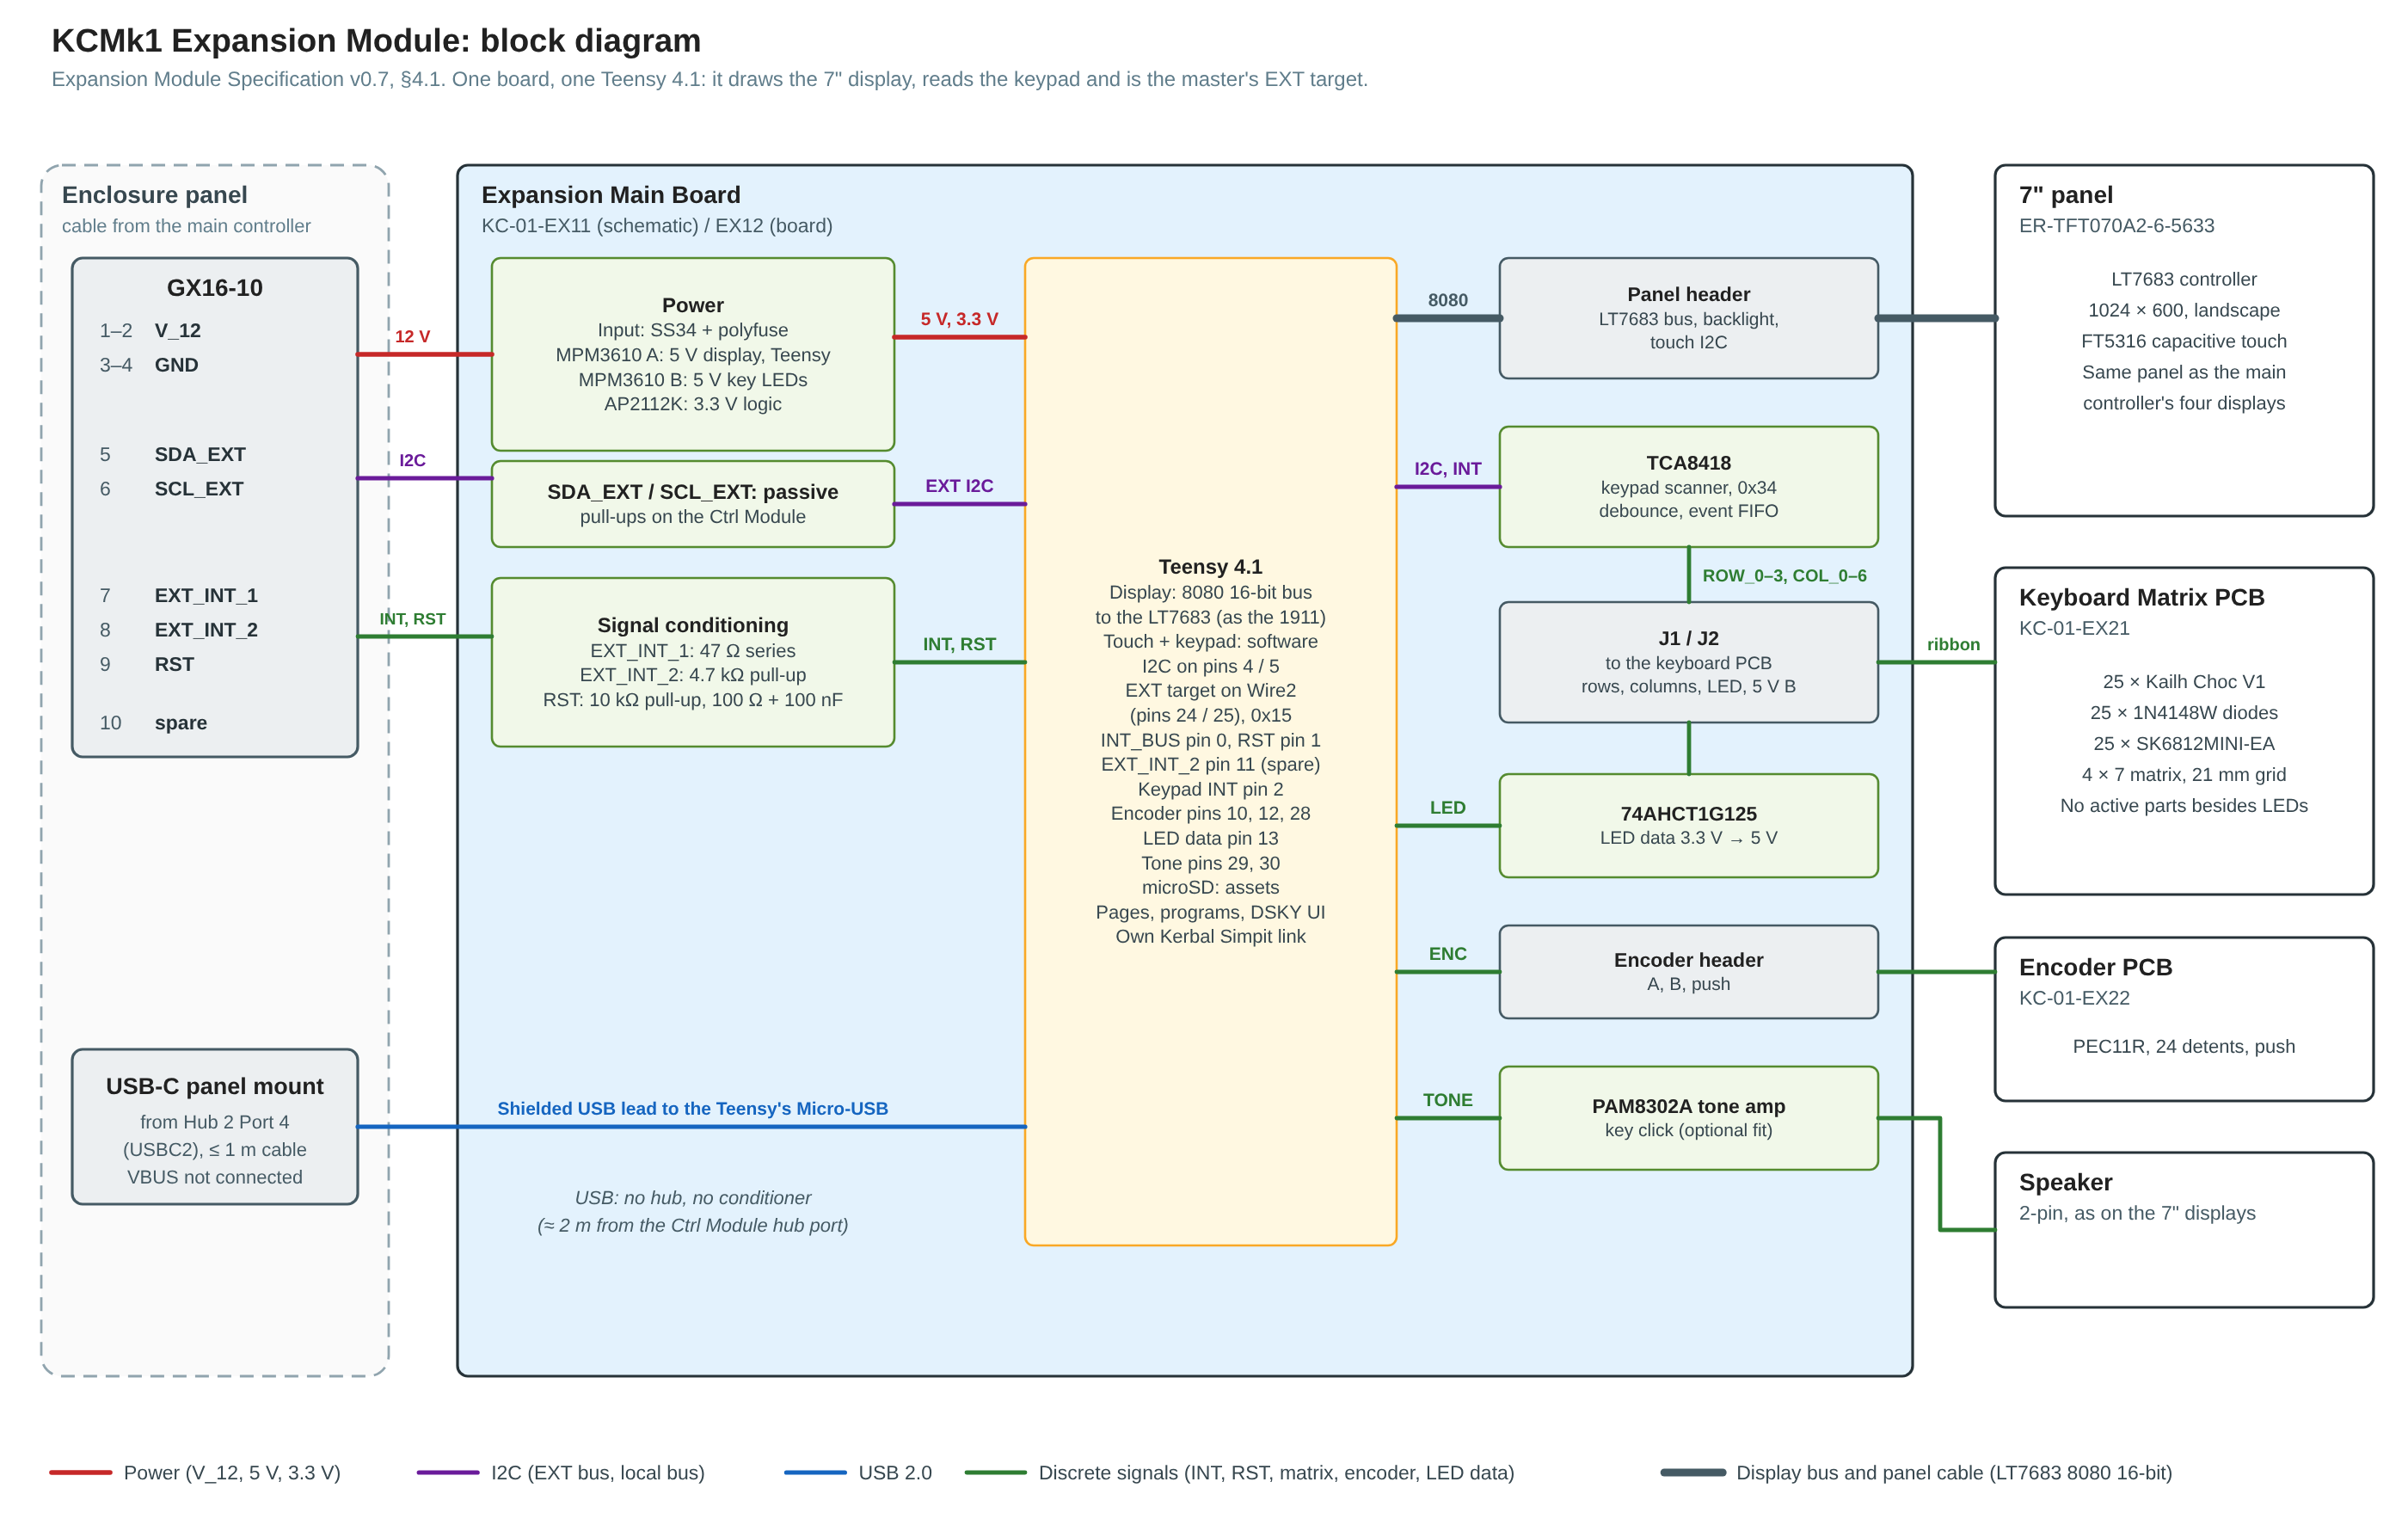 KCMk1 Expansion Module: block diagram
Expansion Module Specification v0.7, §4.1. One board, one Teensy 4.1: it draws the 7" display, reads the keypad and is the master's EXT target.
Enclosure panel
cable from the main controller
GX16-10
1–2 V_12
3–4 GND
5 SDA_EXT
6 SCL_EXT
7 EXT_INT_1
8 EXT_INT_2
9 RST
10 spare
USB-C panel mount
from Hub 2 Port 4
(USBC2), ≤ 1 m cable
VBUS not connected
12 V
I2C
INT, RST
Expansion Main Board
KC-01-EX11 (schematic) / EX12 (board)
Power
Input: SS34 + polyfuse
MPM3610 A: 5 V display, Teensy
MPM3610 B: 5 V key LEDs
AP2112K: 3.3 V logic
SDA_EXT / SCL_EXT: passive
pull-ups on the Ctrl Module
Signal conditioning
EXT_INT_1: 47 Ω series
EXT_INT_2: 4.7 kΩ pull-up
RST: 10 kΩ pull-up, 100 Ω + 100 nF
Shielded USB lead to the Teensy's Micro-USB
USB: no hub, no conditioner
(≈ 2 m from the Ctrl Module hub port)
5 V, 3.3 V
EXT I2C
INT, RST
Teensy 4.1
Display: 8080 16-bit bus
to the LT7683 (as the 1911)
Touch + keypad: software
I2C on pins 4 / 5
EXT target on Wire2
(pins 24 / 25), 0x15
INT_BUS pin 0, RST pin 1
EXT_INT_2 pin 11 (spare)
Keypad INT pin 2
Encoder pins 10, 12, 28
LED data pin 13
Tone pins 29, 30
microSD: assets
Pages, programs, DSKY UI
Own Kerbal Simpit link
8080
I2C, INT
LED
ENC
TONE
Panel header
LT7683 bus, backlight,
touch I2C
TCA8418
keypad scanner, 0x34
debounce, event FIFO
ROW_0–3, COL_0–6
J1 / J2
to the keyboard PCB
rows, columns, LED, 5 V B
74AHCT1G125
LED data 3.3 V → 5 V
Encoder header
A, B, push
PAM8302A tone amp
key click (optional fit)
ribbon
7" panel
ER-TFT070A2-6-5633
LT7683 controller
1024 × 600, landscape
FT5316 capacitive touch
Same panel as the main
controller's four displays
Keyboard Matrix PCB
KC-01-EX21
25 × Kailh Choc V1
25 × 1N4148W diodes
25 × SK6812MINI-EA
4 × 7 matrix, 21 mm grid
No active parts besides LEDs
Encoder PCB
KC-01-EX22
PEC11R, 24 detents, push
Speaker
2-pin, as on the 7" displays
Power (V_12, 5 V, 3.3 V)
I2C (EXT bus, local bus)
USB 2.0
Discrete signals (INT, RST, matrix, encoder, LED data)
Display bus and panel cable (LT7683 8080 16-bit)